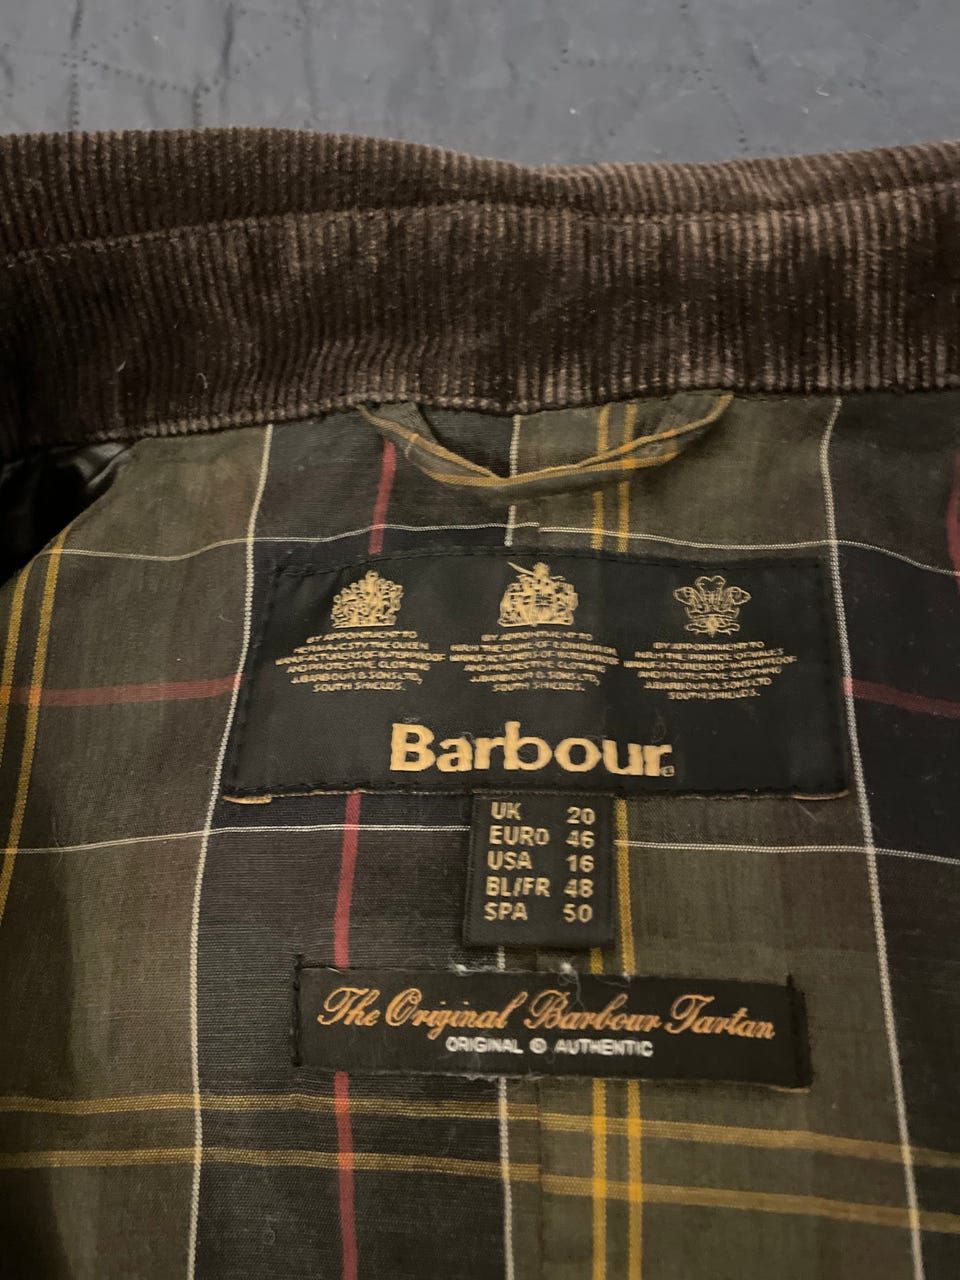 BY APPOINTMENT TO
HER MAJESTY THE QUEEN
MANUFACTURERS OF WATERPROOF
AND PROTECTIVE CLOTHING
J.BARBOUR & SONS LTD,
SOUTH SHIELDS.
BY APPOINTMENT TO
HRH THE DUKE OF EDINBURGH
MANUFACTURERS OF WATERPROOF
AND PROTECTIVE CLOTHING
J.BARBOUR & SONS LTD,
SOUTH SHIELDS.
BY APPOINTMENT TO
HRH THE PRINCE OF WALES
MANUFACTURERS OF WATERPROOF
AND PROTECTIVE CLOTHING
J.BARBOUR & SONS LTD
SOUTH SHIELDS.
Barbour®
UK 20
EURO 46
USA 16
BL/FR 48
SPA 50
The Original Barbour Tartan
ORIGINAL © AUTHENTIC